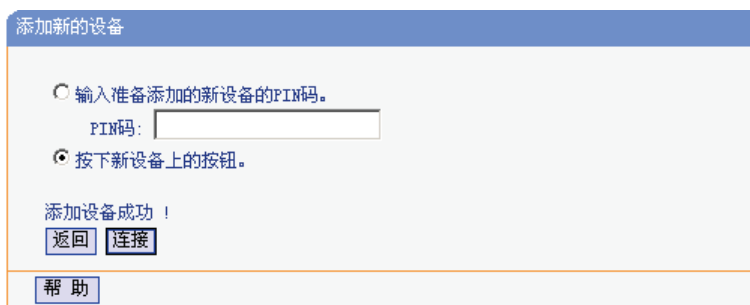 添加新的设备
输入准备添加的新设备的PIN码。
PIN码:
按下新设备上的按钮。
添加设备成功 !
返回 连接
帮 助